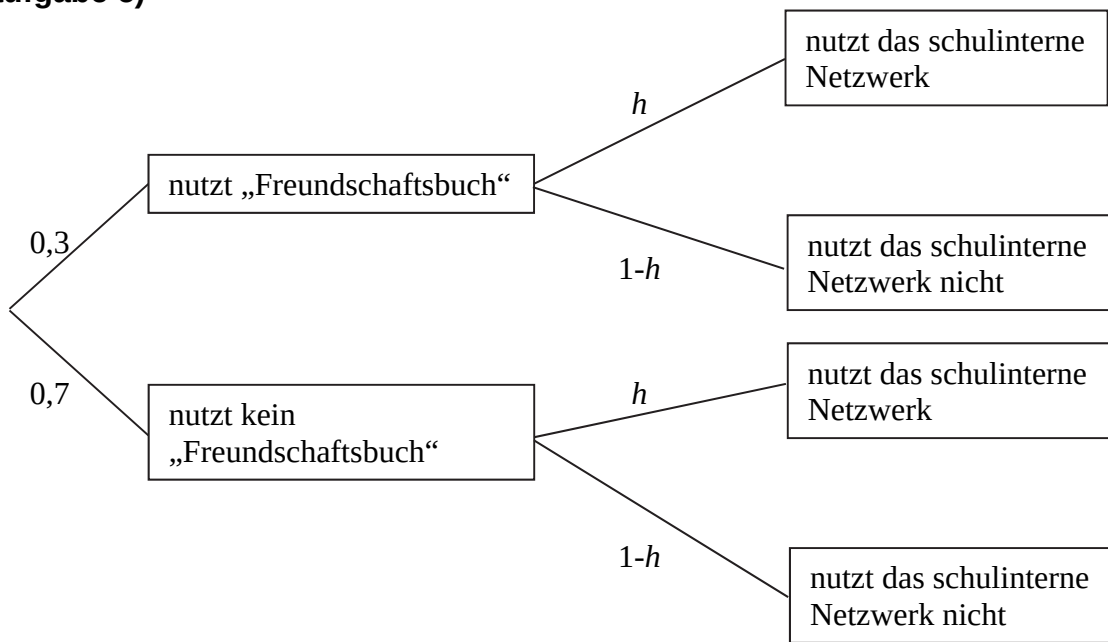 nutzt das schulinterne
Netzwerk
h
nutzt „Freundschaftsbuch“
0,3
nutzt das schulinterne
Netzwerk nicht
1-h
nutzt das schulinterne
Netzwerk
0,7
h
nutzt kein
„Freundschaftsbuch“
1-h
nutzt das schulinterne
Netzwerk nicht